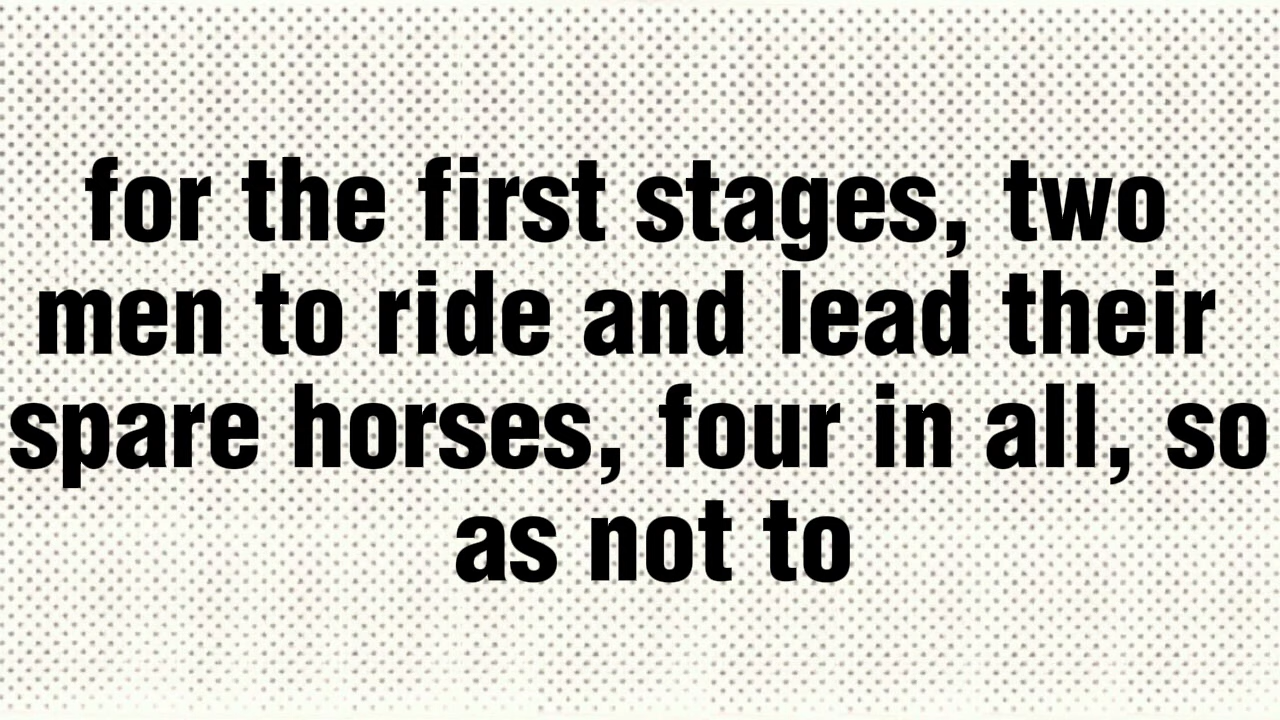 for the first stages, two
men to ride and lead their
spare horses, four in all, so
as not to